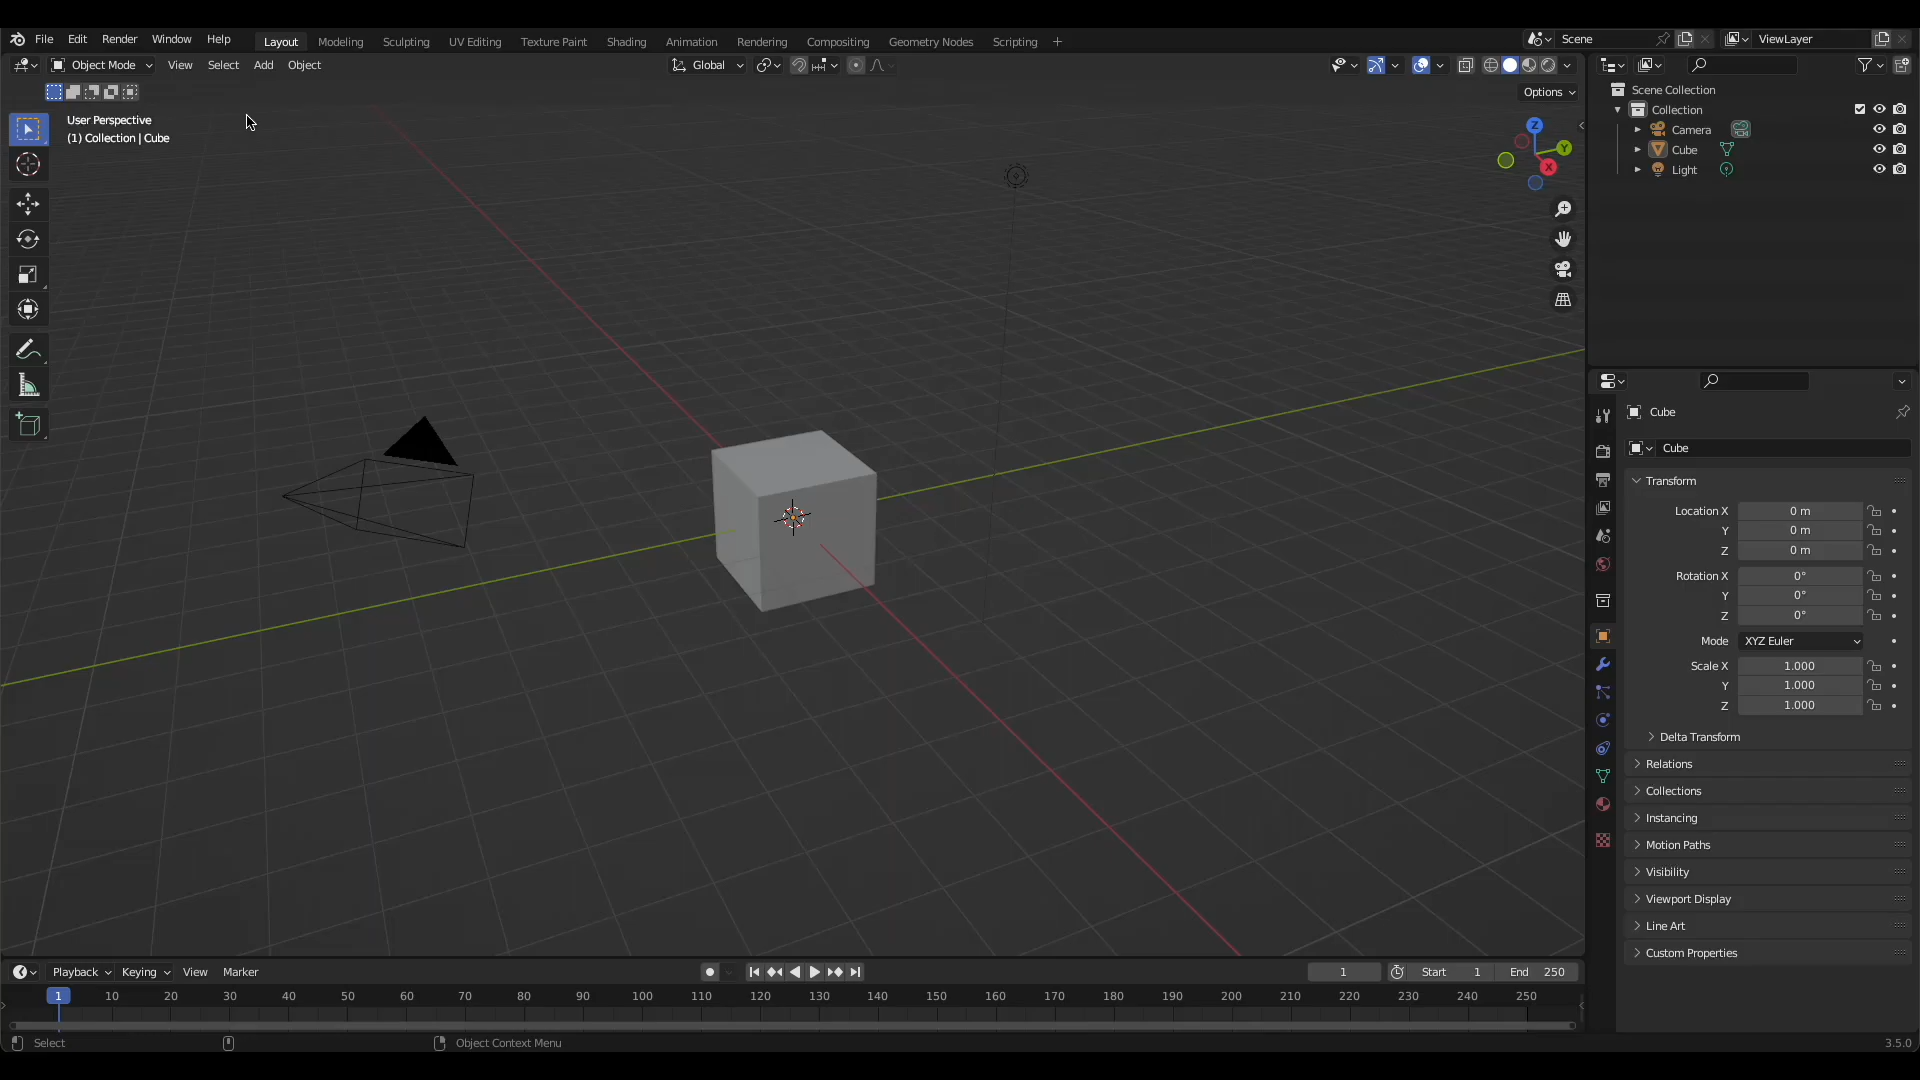 File Edit Render Window Help Layout Modeling Sculpting UV Editing Texture Paint Shading Animation Rendering Compositing Geometry Nodes Scripting + Scene ViewLayer
Object Mode View Select Add Object Global
Options
User Perspective
(1) Collection | Cube
Z
Y
X
Scene Collection
Collection
Camera
Cube
Light
Cube
Cube
Transform
Location X 0 m
Y 0 m
Z 0 m
Rotation X 0°
Y 0°
Z 0°
Mode XYZ Euler
Scale X 1.000
Y 1.000
Z 1.000
Delta Transform
Relations
Collections
Instancing
Motion Paths
Visibility
Viewport Display
Line Art
Custom Properties
Playback Keying View Marker 1 Start 1 End 250
1 10 20 30 40 50 60 70 80 90 100 110 120 130 140 150 160 170 180 190 200 210 220 230 240 250
Select Object Context Menu 3.5.0